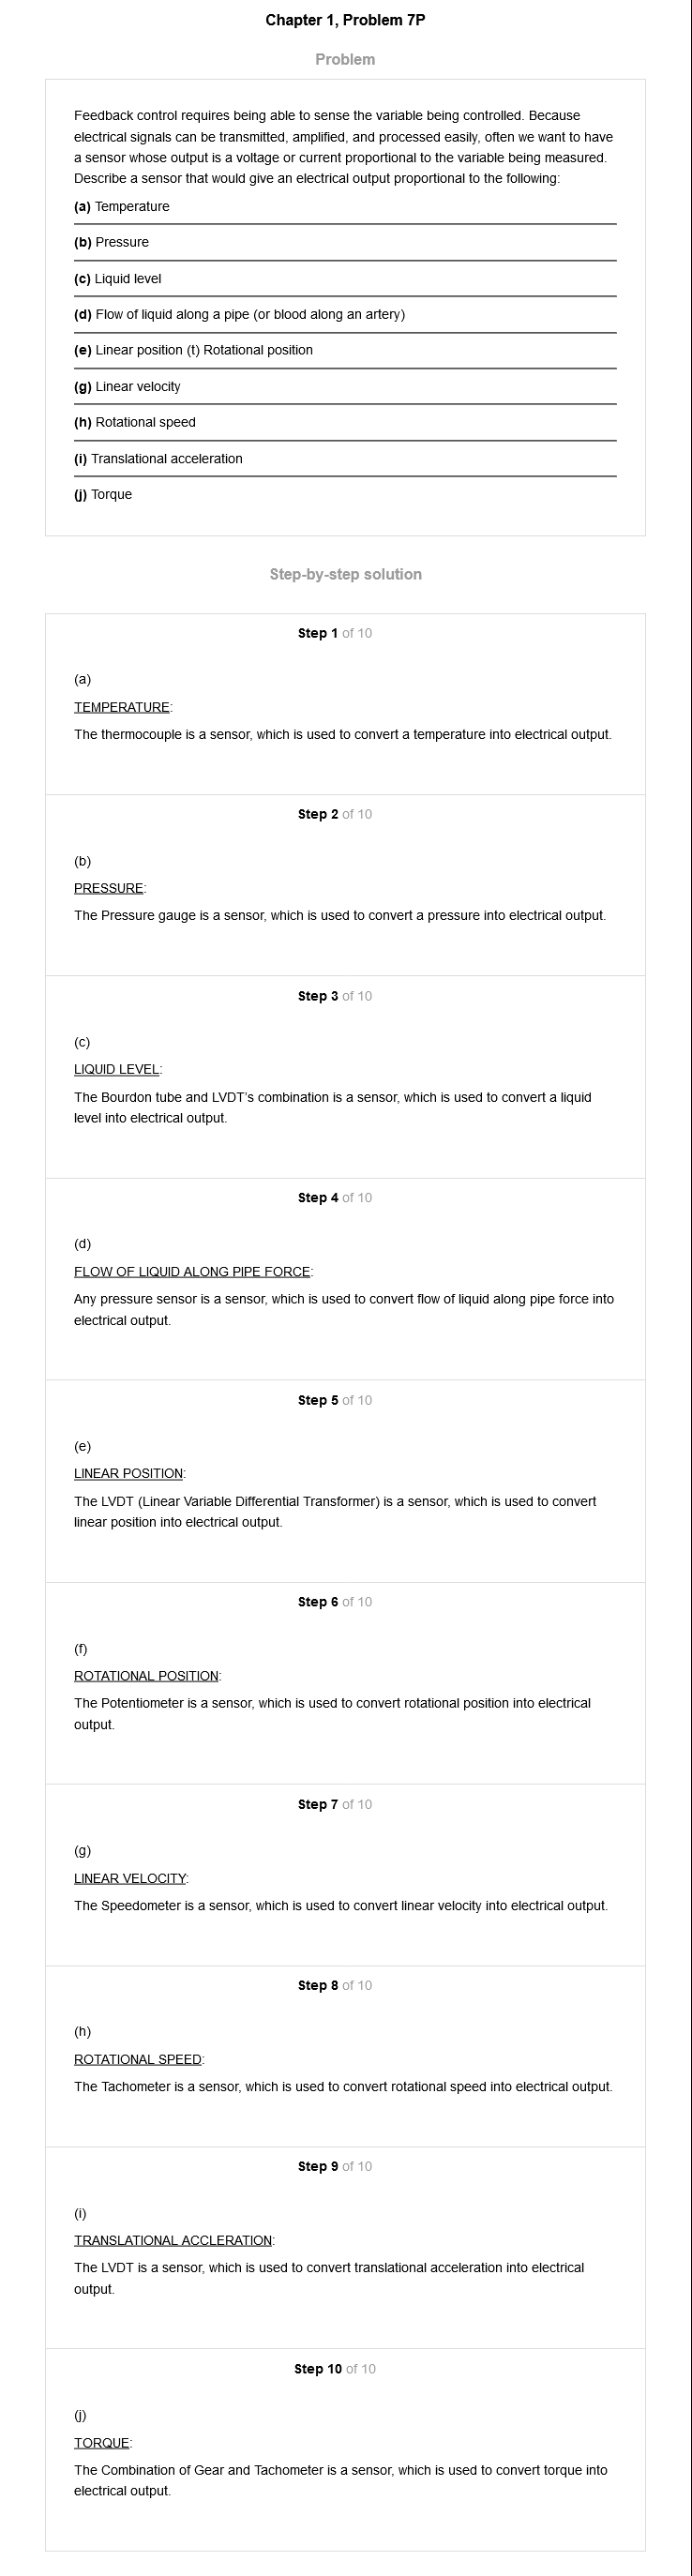 Chapter 1, Problem 7P
Problem
Feedback control requires being able to sense the variable being controlled. Because
electrical signals can be transmitted, amplified, and processed easily, often we want to have
a sensor whose output is a voltage or current proportional to the variable being measured.
Describe a sensor that would give an electrical output proportional to the following:
(a) Temperature
(b) Pressure
(c) Liquid level
(d) Flow of liquid along a pipe (or blood along an artery)
(e) Linear position (t) Rotational position
(g) Linear velocity
(h) Rotational speed
(i) Translational acceleration
(j) Torque
Step-by-step solution
Step 1 of 10
(a)
TEMPERATURE:
The thermocouple is a sensor, which is used to convert a temperature into electrical output.
Step 2 of 10
(b)
PRESSURE:
The Pressure gauge is a sensor, which is used to convert a pressure into electrical output.
Step 3 of 10
(c)
LIQUID LEVEL:
The Bourdon tube and LVDT's combination is a sensor, which is used to convert a liquid
level into electrical output.
Step 4 of 10
(d)
FLOW OF LIQUID ALONG PIPE FORCE:
Any pressure sensor is a sensor, which is used to convert flow of liquid along pipe force into
electrical output.
Step 5 of 10
(e)
LINEAR POSITION:
The LVDT (Linear Variable Differential Transformer) is a sensor, which is used to convert
linear position into electrical output.
Step 6 of 10
(f)
ROTATIONAL POSITION:
The Potentiometer is a sensor, which is used to convert rotational position into electrical
output.
Step 7 of 10
(g)
LINEAR VELOCITY:
The Speedometer is a sensor, which is used to convert linear velocity into electrical output.
Step 8 of 10
(h)
ROTATIONAL SPEED:
The Tachometer is a sensor, which is used to convert rotational speed into electrical output.
Step 9 of 10
(i)
TRANSLATIONAL ACCLERATION:
The LVDT is a sensor, which is used to convert translational acceleration into electrical
output.
Step 10 of 10
(j)
TORQUE:
The Combination of Gear and Tachometer is a sensor, which is used to convert torque into
electrical output.